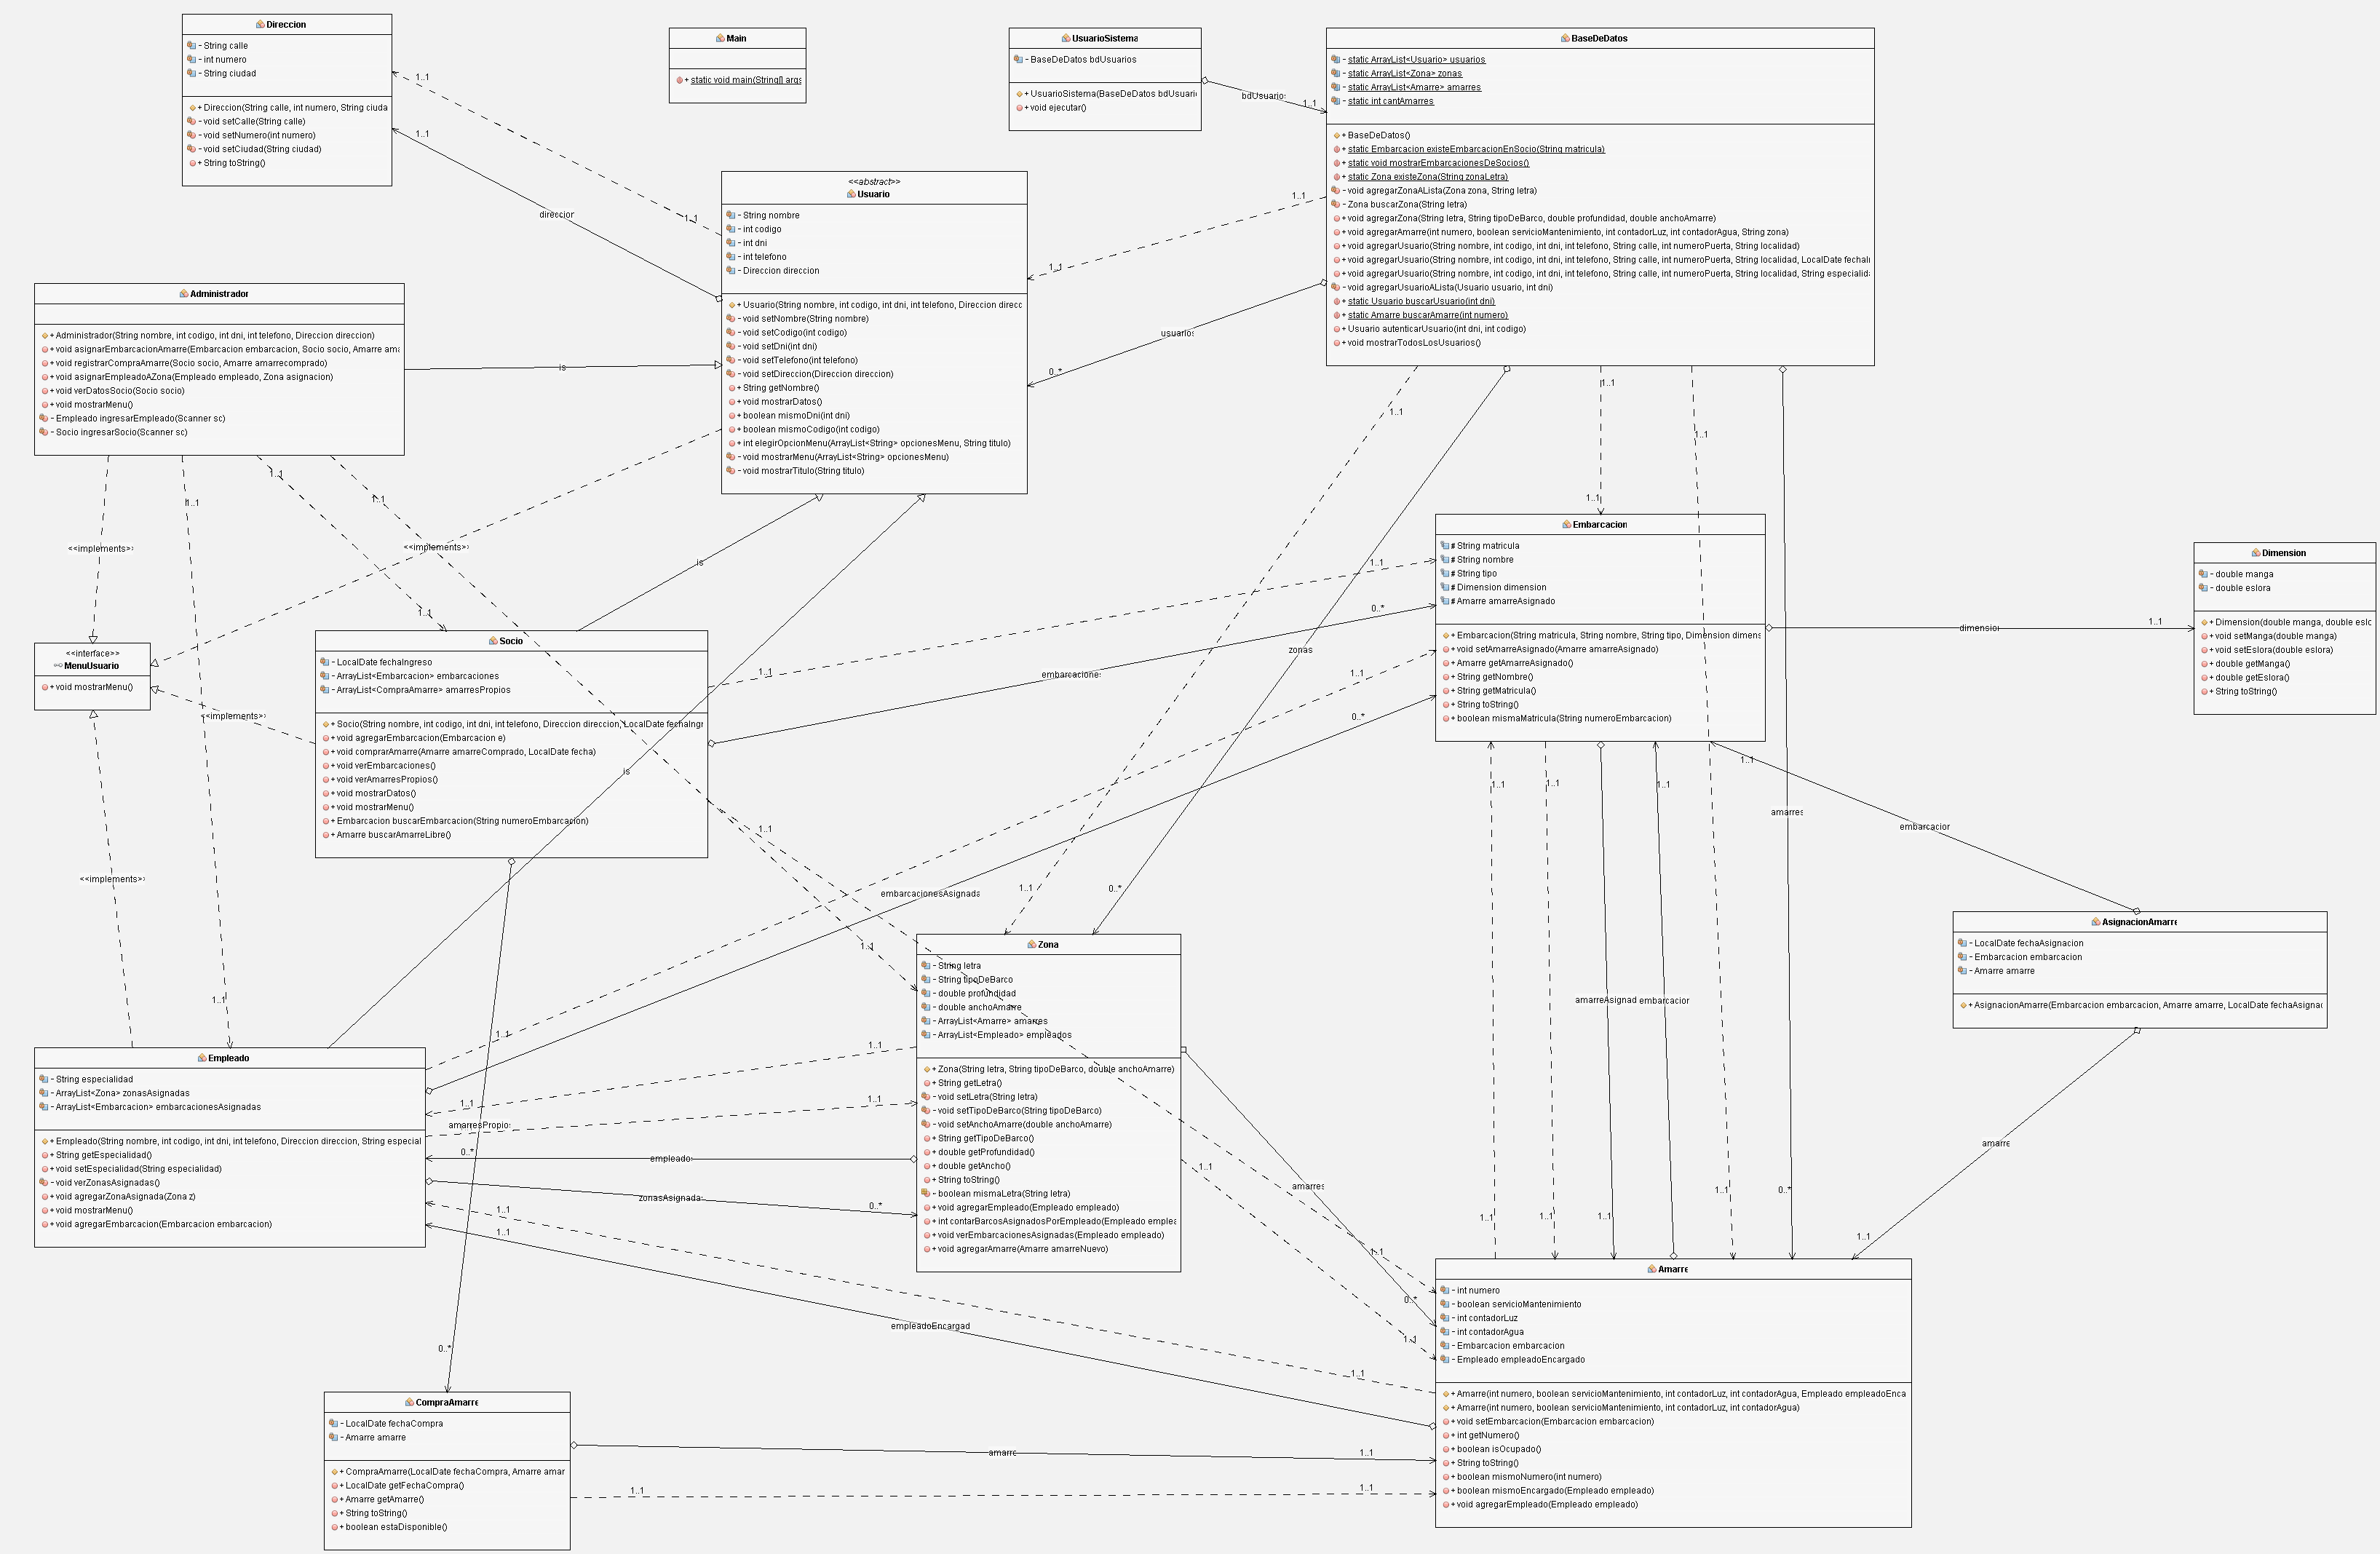 Direccion
- String calle
- int numero
- String ciudad
+ Direccion(String calle, int numero, String ciuda
- void setCalle(String calle)
- void setNumero(int numero)
- void setCiudad(String ciudad)
+ String toString()
Main
+ static void main(String[] args
UsuarioSistema
- BaseDeDatos bdUsuarios
+ UsuarioSistema(BaseDeDatos bdUsuari
+ void ejecutar()
bdUsuario:
1..1
BaseDeDatos
- static ArrayList<Usuario> usuarios
- static ArrayList<Zona> zonas
- static ArrayList<Amarre> amarres
- static int cantAmarres
+ BaseDeDatos()
+ static Embarcacion existeEmbarcacionEnSocio(String matricula)
+ static void mostrarEmbarcacionesDeSocios()
+ static Zona existeZona(String zonaLetra)
- void agregarZonaALista(Zona zona, String letra)
- Zona buscarZona(String letra)
+ void agregarZona(String letra, String tipoDeBarco, double profundidad, double anchoAmarre)
+ void agregarAmarre(int numero, boolean servicioMantenimiento, int contadorLuz, int contadorAgua, String zona)
+ void agregarUsuario(String nombre, int codigo, int dni, int telefono, String calle, int numeroPuerta, String localidad)
+ void agregarUsuario(String nombre, int codigo, int dni, int telefono, String calle, int numeroPuerta, String localidad, LocalDate fechaI
+ void agregarUsuario(String nombre, int codigo, int dni, int telefono, String calle, int numeroPuerta, String localidad, String especialid
- void agregarUsuarioALista(Usuario usuario, int dni)
+ static Usuario buscarUsuario(int dni)
+ static Amarre buscarAmarre(int numero)
+ Usuario autenticarUsuario(int dni, int codigo)
+ void mostrarTodosLosUsuarios()
1..1
1..1
direccior
1..1
<<abstract>>
Usuario
- String nombre
- int codigo
- int dni
- int telefono
- Direccion direccion
+ Usuario(String nombre, int codigo, int dni, int telefono, Direccion direcc
- void setNombre(String nombre)
- void setCodigo(int codigo)
- void setDni(int dni)
- void setTelefono(int telefono)
- void setDireccion(Direccion direccion)
+ String getNombre()
+ void mostrarDatos()
+ boolean mismoDni(int dni)
+ boolean mismoCodigo(int codigo)
+ int elegirOpcionMenu(ArrayList<String> opcionesMenu, String titulo)
- void mostrarMenu(ArrayList<String> opcionesMenu)
- void mostrarTitulo(String titulo)
1..1
1..1
usuarios
0..*
Administrador
+ Administrador(String nombre, int codigo, int dni, int telefono, Direccion direccion)
+ void asignarEmbarcacionAmarre(Embarcacion embarcacion, Socio socio, Amarre ama
+ void registrarCompraAmarre(Socio socio, Amarre amarrecomprado)
+ void asignarEmpleadoAZona(Empleado empleado, Zona asignacion)
+ void verDatosSocio(Socio socio)
+ void mostrarMenu()
- Empleado ingresarEmpleado(Scanner sc)
- Socio ingresarSocio(Scanner sc)
is
1..1
1..1
1..1
<<implements>>
<<implements>>
is
1..1
1..1
1..1
1..1
1..1
zonas
Embarcacion
# String matricula
# String nombre
# String tipo
# Dimension dimension
# Amarre amarreAsignado
+ Embarcacion(String matricula, String nombre, String tipo, Dimension dimens
+ void setAmarreAsignado(Amarre amarreAsignado)
+ Amarre getAmarreAsignado()
+ String getNombre()
+ String getMatricula()
+ String toString()
+ boolean mismaMatricula(String numeroEmbarcacion)
Dimension
- double manga
- double eslora
+ Dimension(double manga, double eslo
+ void setManga(double manga)
+ void setEslora(double eslora)
+ double getManga()
+ double getEslora()
+ String toString()
dimensior
1..1
<<interface>>
MenuUsuario
+ void mostrarMenu()
<<implements>>
Socio
- LocalDate fechaIngreso
- ArrayList<Embarcacion> embarcaciones
- ArrayList<CompraAmarre> amarresPropios
+ Socio(String nombre, int codigo, int dni, int telefono, Direccion direccion, LocalDate fechaIngr
+ void agregarEmbarcacion(Embarcacion e)
+ void comprarAmarre(Amarre amarreComprado, LocalDate fecha)
+ void verEmbarcaciones()
+ void verAmarresPropios()
+ void mostrarDatos()
+ void mostrarMenu()
+ Embarcacion buscarEmbarcacion(String numeroEmbarcacion)
+ Amarre buscarAmarreLibre()
1..1
1..1
0..*
embarcacione:
1..1
0..*
is
1..1
1..1
1..1
1..1
1..1
amarres
embarcacior
<<implements>>
embarcacionesAsignada
1..1
0..*
1..1
AsignacionAmarre
- LocalDate fechaAsignacion
- Embarcacion embarcacion
- Amarre amarre
+ AsignacionAmarre(Embarcacion embarcacion, Amarre amarre, LocalDate fechaAsignac
Zona
- String letra
- String tipoDeBarco
- double profundidad
- double anchoAmarre
- ArrayList<Amarre> amarres
- ArrayList<Empleado> empleados
+ Zona(String letra, String tipoDeBarco, double anchoAmarre)
+ String getLetra()
- void setLetra(String letra)
- void setTipoDeBarco(String tipoDeBarco)
- void setAnchoAmarre(double anchoAmarre)
+ String getTipoDeBarco()
+ double getProfundidad()
+ double getAncho()
+ String toString()
- boolean mismaLetra(String letra)
+ void agregarEmpleado(Empleado empleado)
+ int contarBarcosAsignadosPorEmpleado(Empleado emplea
+ void verEmbarcacionesAsignadas(Empleado empleado)
+ void agregarAmarre(Amarre amarreNuevo)
amarreAsignad
embarcacior
1..1
1..1
1..1
Empleado
- String especialidad
- ArrayList<Zona> zonasAsignadas
- ArrayList<Embarcacion> embarcacionesAsignadas
+ Empleado(String nombre, int codigo, int dni, int telefono, Direccion direccion, String especial
+ String getEspecialidad()
+ void setEspecialidad(String especialidad)
- void verZonasAsignadas()
+ void agregarZonaAsignada(Zona z)
+ void mostrarMenu()
+ void agregarEmbarcacion(Embarcacion embarcacion)
1..1
1..1
amarresPropio:
0..*
empleado:
zonasAsignada:
0..*
1..1
1..1
1..1
amarres
amarre
1..1
1..1
1..1
1..1
0..*
1..1
1..1
0..*
1..1
empleadoEncargad
1..1
Amarre
- int numero
- boolean servicioMantenimiento
- int contadorLuz
- int contadorAgua
- Embarcacion embarcacion
- Empleado empleadoEncargado
+ Amarre(int numero, boolean servicioMantenimiento, int contadorLuz, int contadorAgua, Empleado empleadoEnca
+ Amarre(int numero, boolean servicioMantenimiento, int contadorLuz, int contadorAgua)
+ void setEmbarcacion(Embarcacion embarcacion)
+ int getNumero()
+ boolean isOcupado()
+ String toString()
+ boolean mismoNumero(int numero)
+ boolean mismoEncargado(Empleado empleado)
+ void agregarEmpleado(Empleado empleado)
0..*
CompraAmarre
- LocalDate fechaCompra
- Amarre amarre
+ CompraAmarre(LocalDate fechaCompra, Amarre amar
+ LocalDate getFechaCompra()
+ Amarre getAmarre()
+ String toString()
+ boolean estaDisponible()
amarre
1..1
1..1
1..1